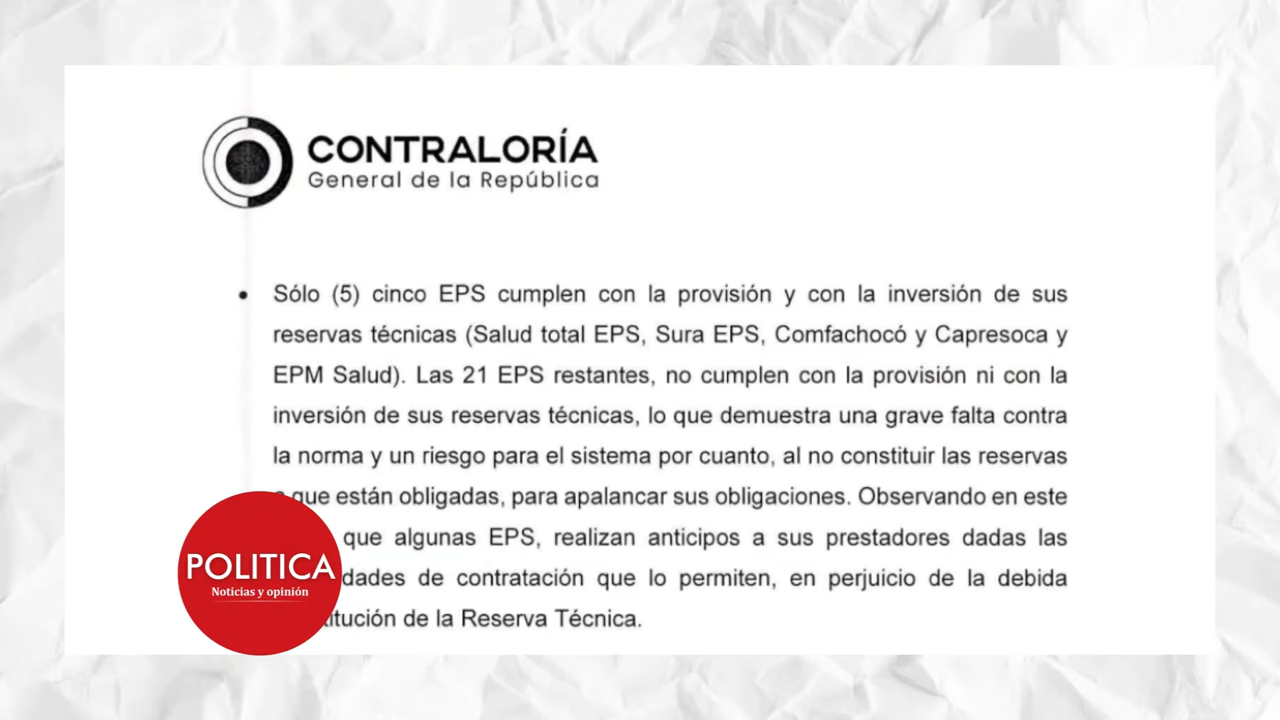 CONTRALORÍA
General de la República
• Sólo (5) cinco EPS cumplen con la provisión y con la inversión de sus
reservas técnicas (Salud total EPS, Sura EPS, Comfachocó y Capresoca y
EPM Salud). Las 21 EPS restantes, no cumplen con la provisión ni con la
inversión de sus reservas técnicas, lo que demuestra una grave falta contra
la norma y un riesgo para el sistema por cuanto, al no constituir las reservas
que están obligadas, para apalancar sus obligaciones. Observando en este
que algunas EPS, realizan anticipos a sus prestadores dadas las
de contratación que lo permiten, en perjuicio de la debida
de la Reserva Técnica.
POLITICA
Noticias y opinión